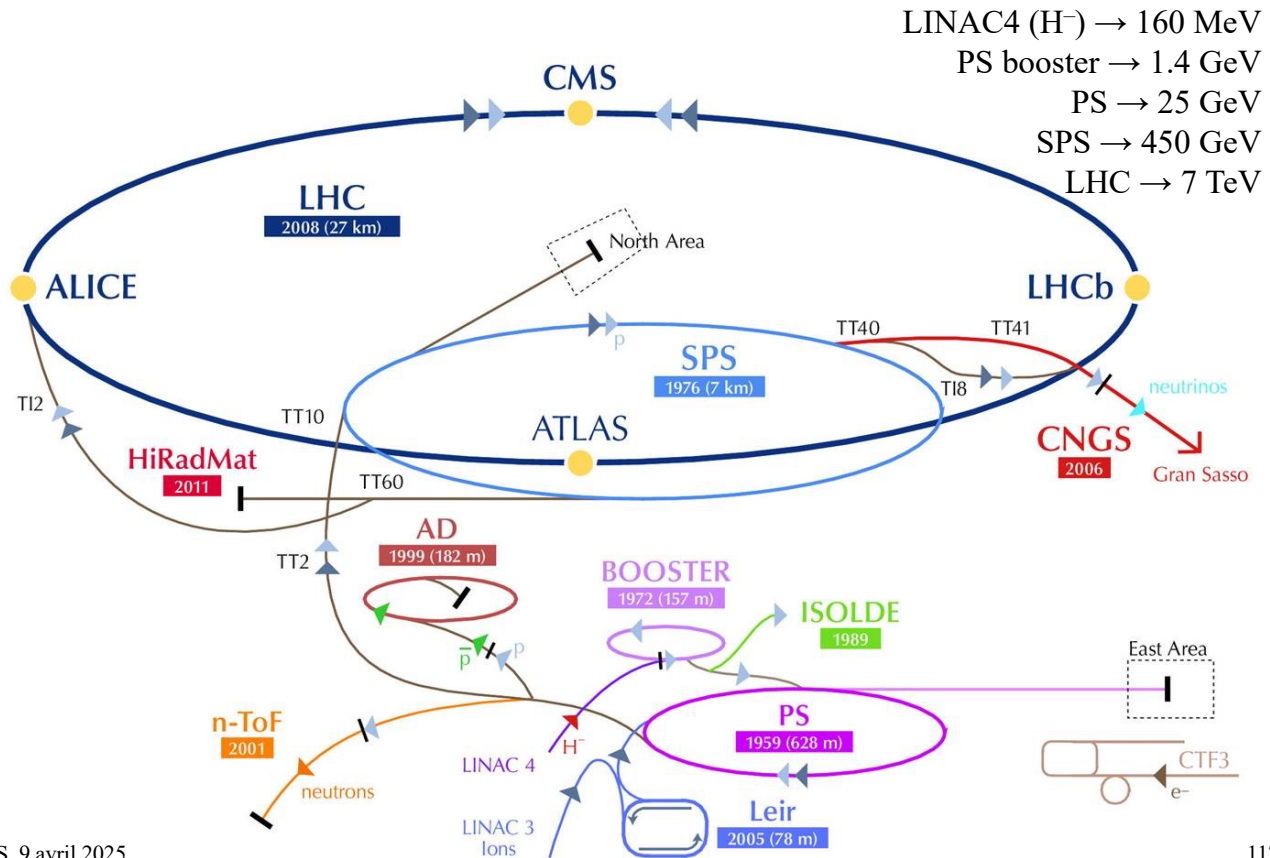 LINAC4 (H⁻) → 160 MeV
PS booster → 1.4 GeV
PS → 25 GeV
SPS → 450 GeV
LHC → 7 TeV
CMS
LHC
2008 (27 km)
North Area
ALICE
LHCb
TT40
TT41
p
SPS
1976 (7 km)
TI8
neutrinos
TI2
TT10
ATLAS
CNGS
2006
Gran Sasso
HiRadMat
2011
TT60
AD
1999 (182 m)
TT2
BOOSTER
1972 (157 m)
ISOLDE
1989
p̅
p
East Area
n-ToF
2001
PS
1959 (628 m)
H⁻
LINAC 4
neutrons
CTF3
e⁻
LINAC 3
Ions
Leir
2005 (78 m)
9 avril 2025